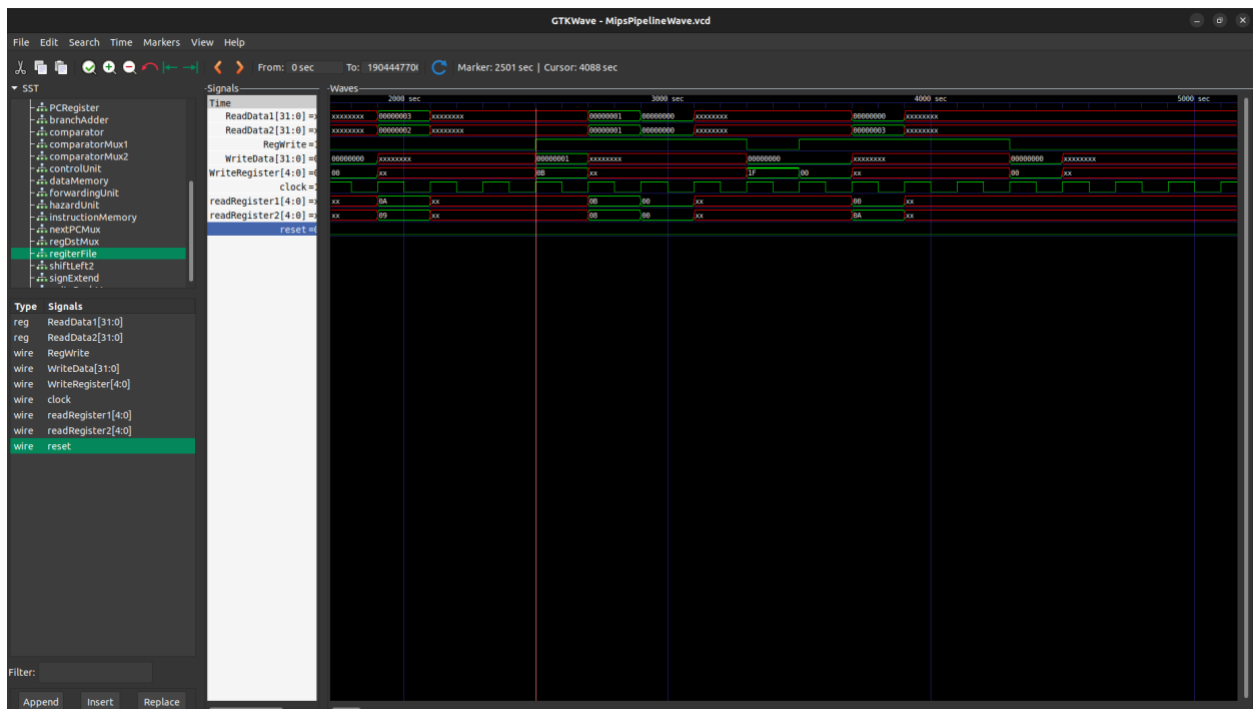 GTKWave - MipsPipelineWave.vcd
File Edit Search Time Markers View Help
From: 0 sec To: 1904447770 Marker: 2501 sec | Cursor: 4088 sec
SST
PCRegister
branchAdder
comparator
comparatorMux1
comparatorMux2
controlUnit
dataMemory
forwardingUnit
hazardUnit
instructionMemory
nextPCMux
regDstMux
regiterFile
shiftLeft2
signExtend
Type Signals
reg ReadData1[31:0]
reg ReadData2[31:0]
wire RegWrite
wire WriteData[31:0]
wire WriteRegister[4:0]
wire clock
wire readRegister1[4:0]
wire readRegister2[4:0]
wire reset
Filter:
Append Insert Replace
Signals
Time
ReadData1[31:0] =x
ReadData2[31:0] =x
RegWrite =1
WriteData[31:0] =0
WriteRegister[4:0] =0
clock =1
readRegister1[4:0] =x
readRegister2[4:0] =x
reset =0
Waves
2000 sec 3000 sec 4000 sec 5000 sec
xxxxxxxx 00000003 xxxxxxxx 00000001 00000000 xxxxxxxx 00000000 xxxxxxxx
xxxxxxxx 00000002 xxxxxxxx 00000001 00000000 xxxxxxxx 00000003 xxxxxxxx
00000000 xxxxxxxx 00000001 xxxxxxxx 00000000 xxxxxxxx 00000000 xxxxxxxx
00 xx 0B xx 1F 00 xx 00 xx
xx 0A xx 0B 00 xx 00 xx
xx 09 xx 08 00 xx 0A xx